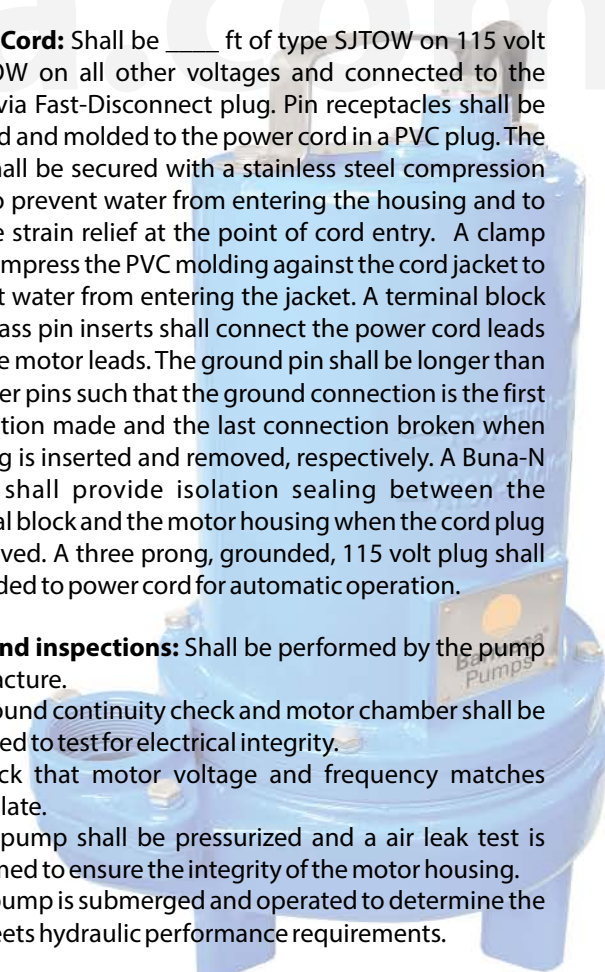 a.com
Cord: Shall be ____ ft of type SJTOW on 115 volt
OW on all other voltages and connected to the
via Fast-Disconnect plug. Pin receptacles shall be
d and molded to the power cord in a PVC plug. The
hall be secured with a stainless steel compression
o prevent water from entering the housing and to
e strain relief at the point of cord entry. A clamp
mpress the PVC molding against the cord jacket to
t water from entering the jacket. A terminal block
ass pin inserts shall connect the power cord leads
e motor leads. The ground pin shall be longer than
er pins such that the ground connection is the first
tion made and the last connection broken when
g is inserted and removed, respectively. A Buna-N
shall provide isolation sealing between the
al block and the motor housing when the cord plug
ved. A three prong, grounded, 115 volt plug shall
ded to power cord for automatic operation.
nd inspections: Shall be performed by the pump
acture.
ound continuity check and motor chamber shall be
ed to test for electrical integrity.
ck that motor voltage and frequency matches
late.
pump shall be pressurized and a air leak test is
med to ensure the integrity of the motor housing.
pump is submerged and operated to determine the
eets hydraulic performance requirements.
ROTATION
KICK-BACK
Pumps